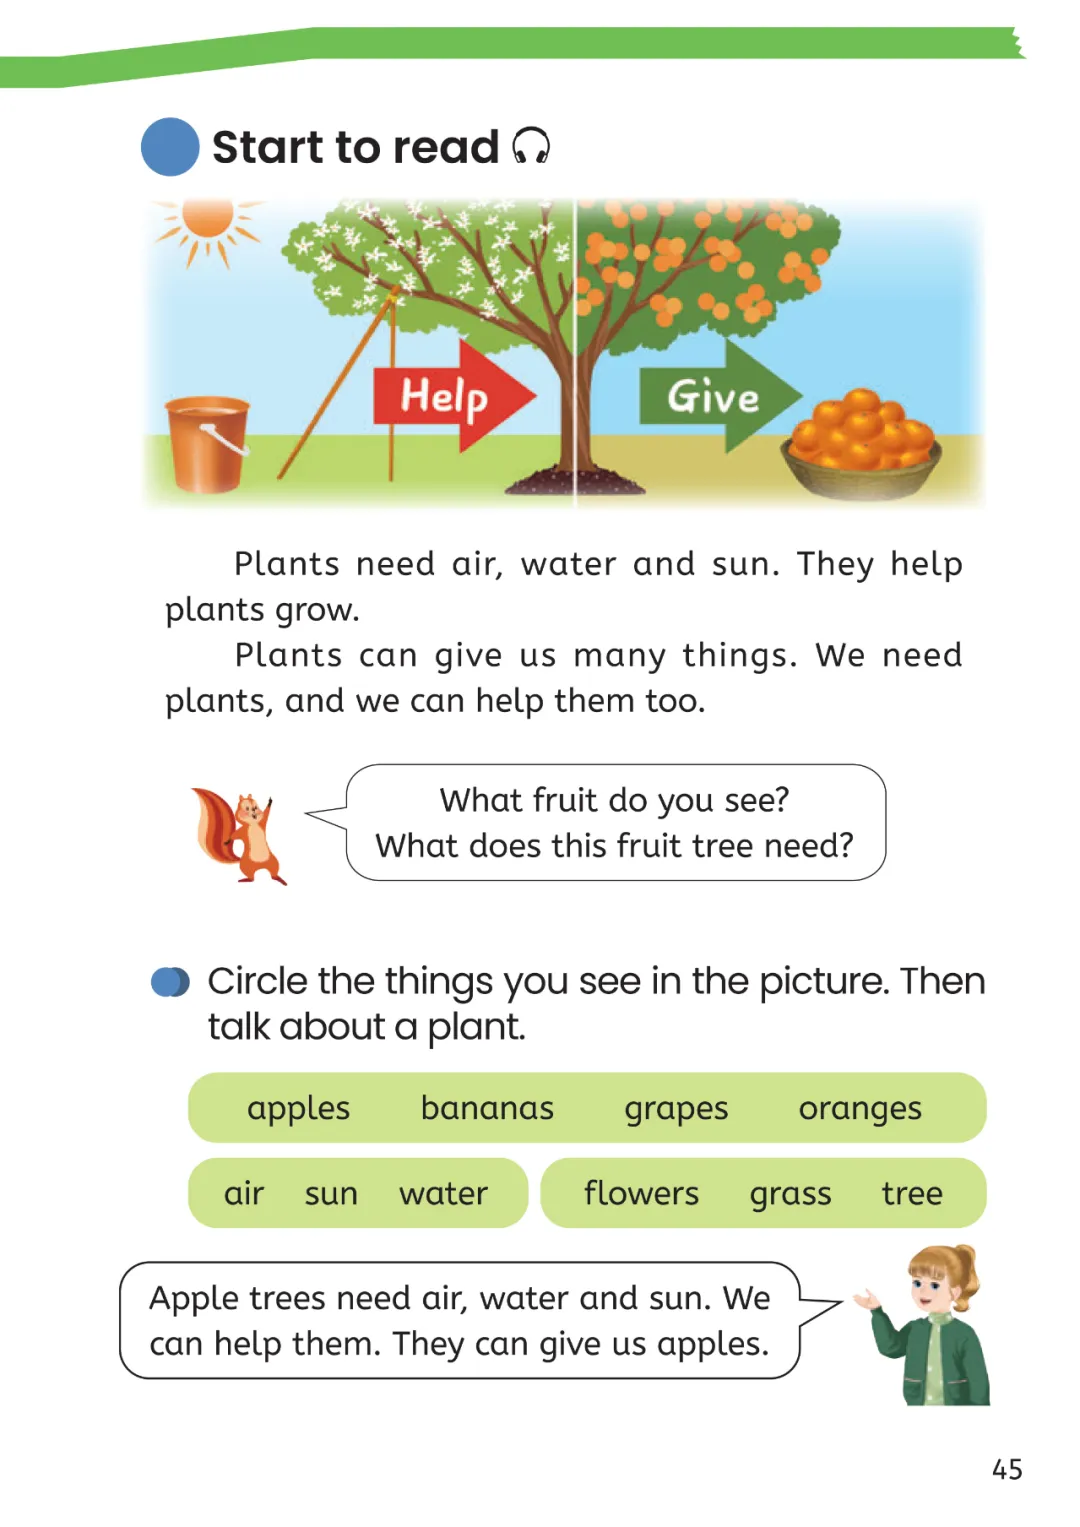 Start to read
Help
Give
Plants need air, water and sun. They help
plants grow.
Plants can give us many things. We need
plants, and we can help them too.
What fruit do you see?
What does this fruit tree need?
Circle the things you see in the picture. Then
talk about a plant.
apples bananas grapes oranges
air sun water flowers grass tree
Apple trees need air, water and sun. We
can help them. They can give us apples.
45